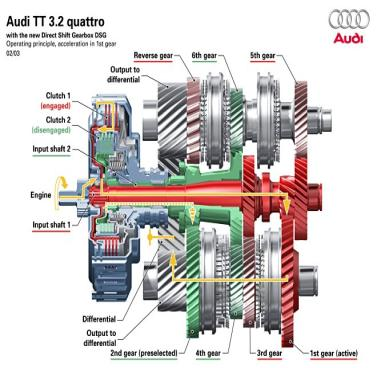 Audi TT 3.2 quattro
with the new Direct Shift Gearbox DSG
Operating principle, acceleration in 1st gear
02/03
Audi
Reverse gear
6th gear
5th gear
Output to
differential
Clutch 1
(engaged)
Clutch 2
(disengaged)
Input shaft 2
Engine
Input shaft 1
Differential
Output to
differential
2nd gear (preselected)
4th gear
3rd gear
1st gear (active)